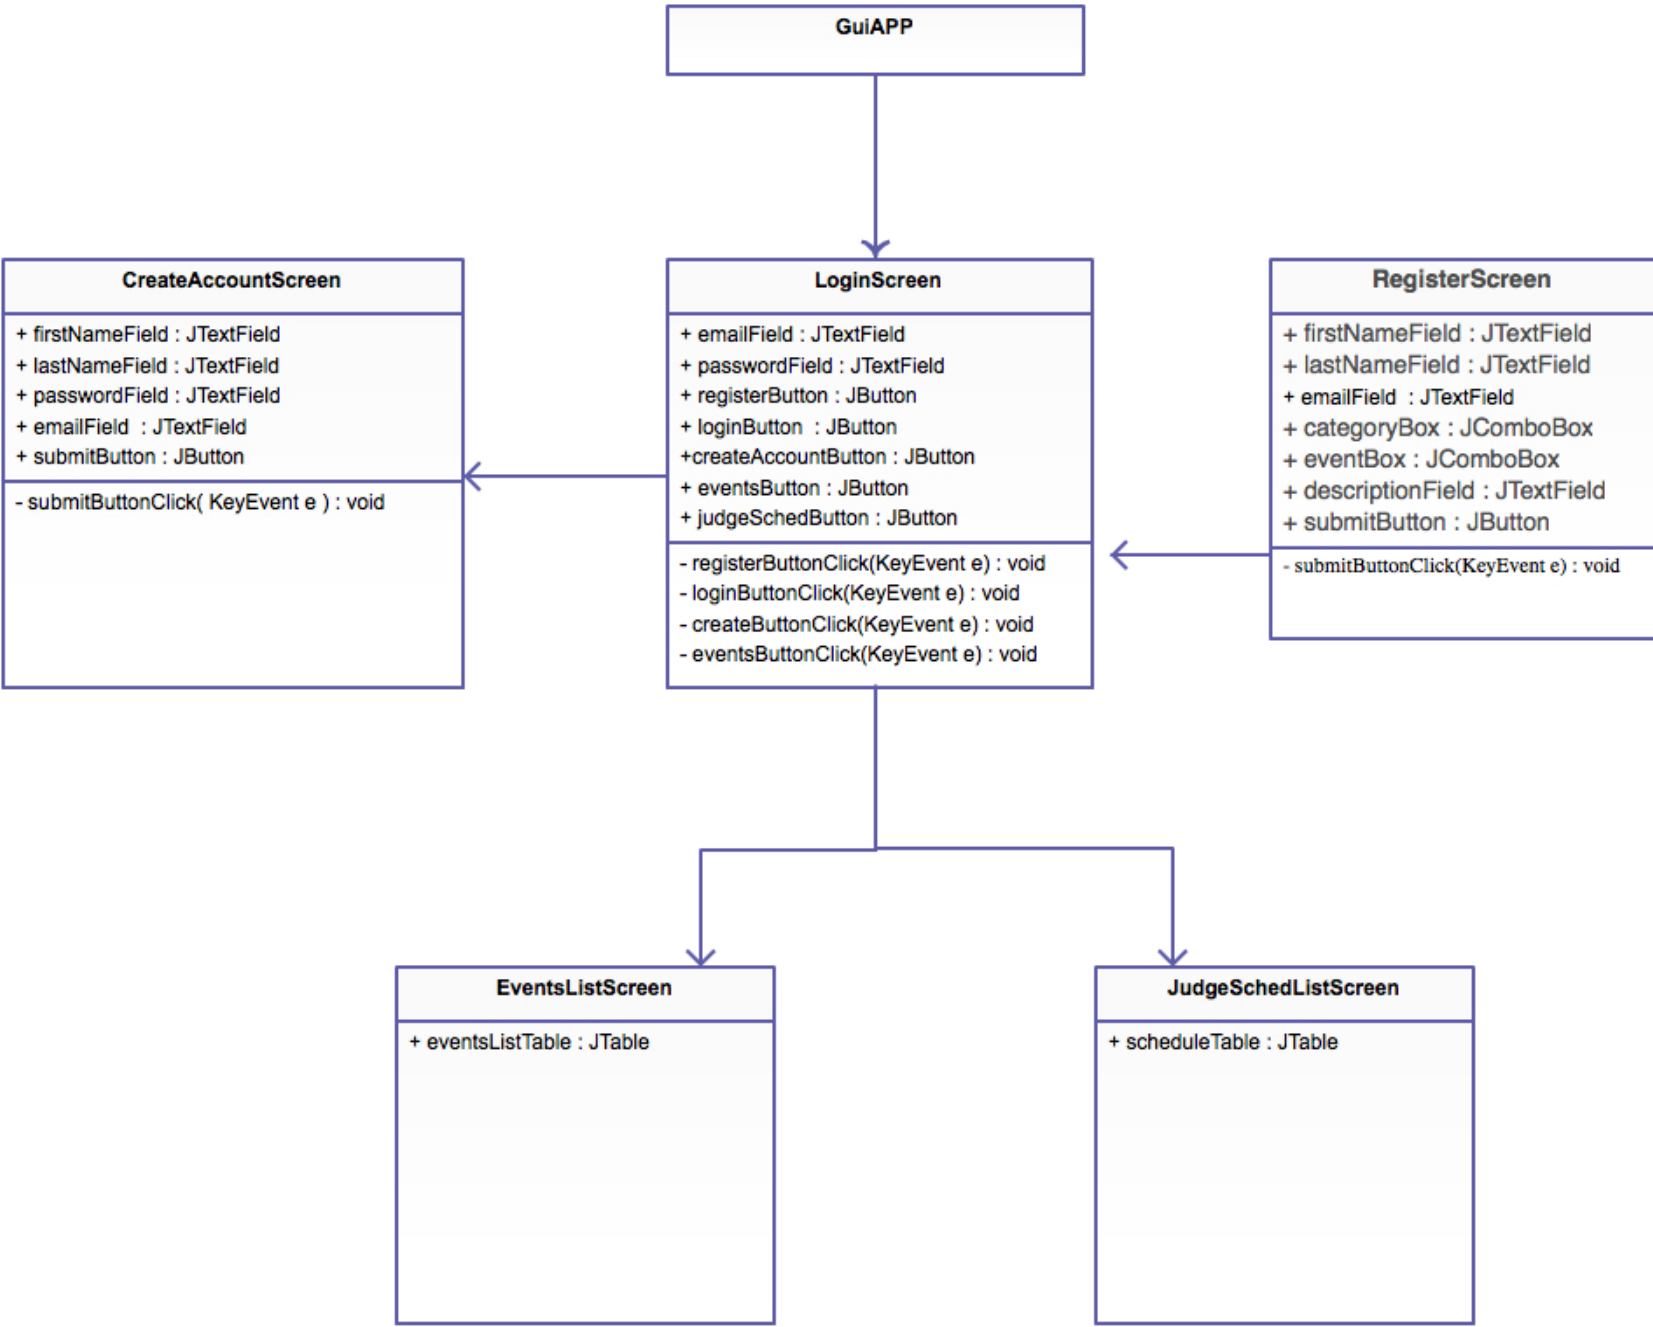 GuiAPP
CreateAccountScreen
+ firstNameField : JTextField
+ lastNameField : JTextField
+ passwordField : JTextField
+ emailField : JTextField
+ submitButton : JButton
- submitButtonClick( KeyEvent e ) : void
LoginScreen
+ emailField : JTextField
+ passwordField : JTextField
+ registerButton : JButton
+ loginButton : JButton
+createAccountButton : JButton
+ eventsButton : JButton
+ judgeSchedButton : JButton
- registerButtonClick(KeyEvent e) : void
- loginButtonClick(KeyEvent e) : void
- createButtonClick(KeyEvent e) : void
- eventsButtonClick(KeyEvent e) : void
RegisterScreen
+ firstNameField : JTextField
+ lastNameField : JTextField
+ emailField : JTextField
+ categoryBox : JComboBox
+ eventBox : JComboBox
+ descriptionField : JTextField
+ submitButton : JButton
- submitButtonClick(KeyEvent e) : void
EventsListScreen
+ eventsListTable : JTable
JudgeSchedListScreen
+ scheduleTable : JTable